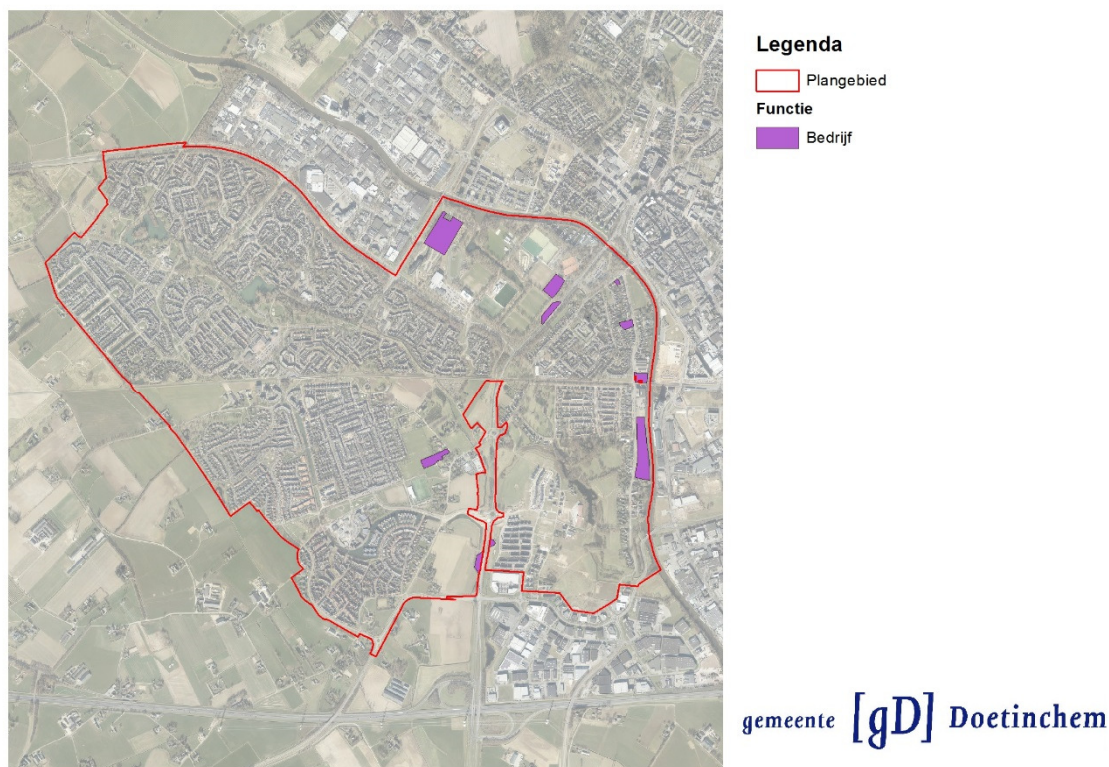 Legenda
Plangebied
Functie
Bedrijf
gemeente [gD] Doetinchem